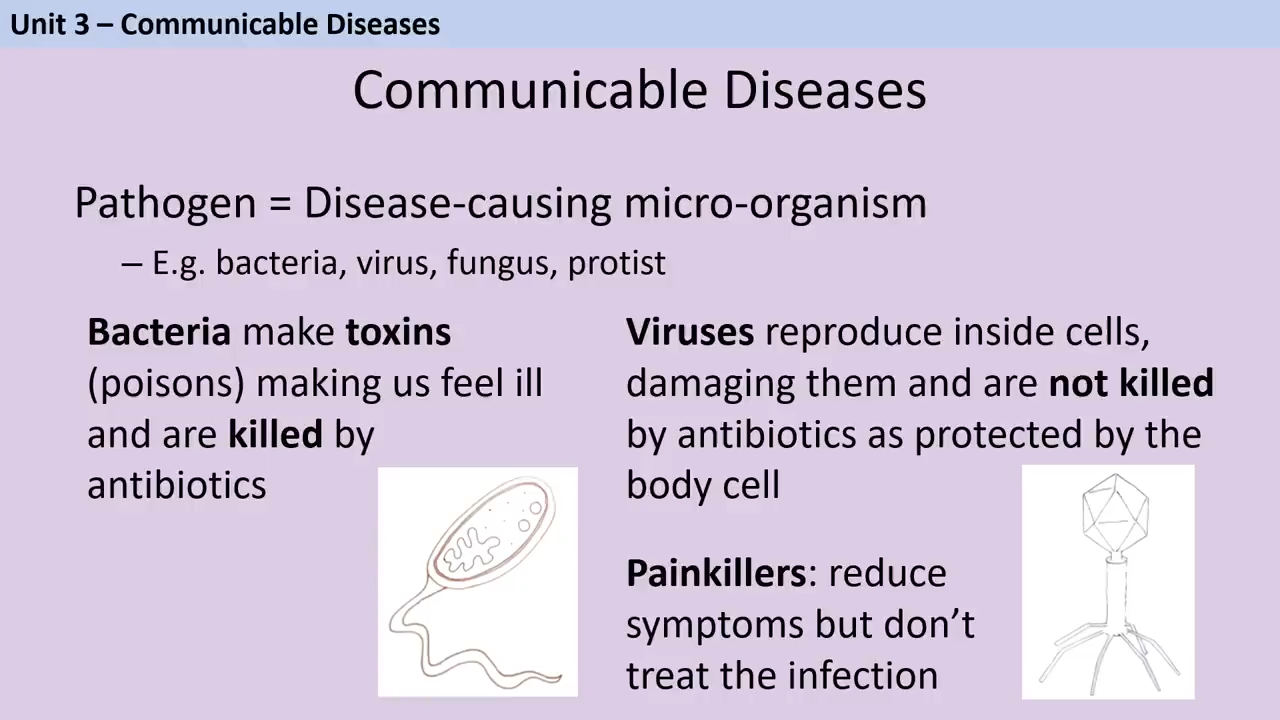 Unit 3 – Communicable Diseases
Communicable Diseases
Pathogen = Disease-causing micro-organism
– E.g. bacteria, virus, fungus, protist
Bacteria make toxins
(poisons) making us feel ill
and are killed by
antibiotics
Viruses reproduce inside cells,
damaging them and are not killed
by antibiotics as protected by the
body cell
Painkillers: reduce
symptoms but don’t
treat the infection